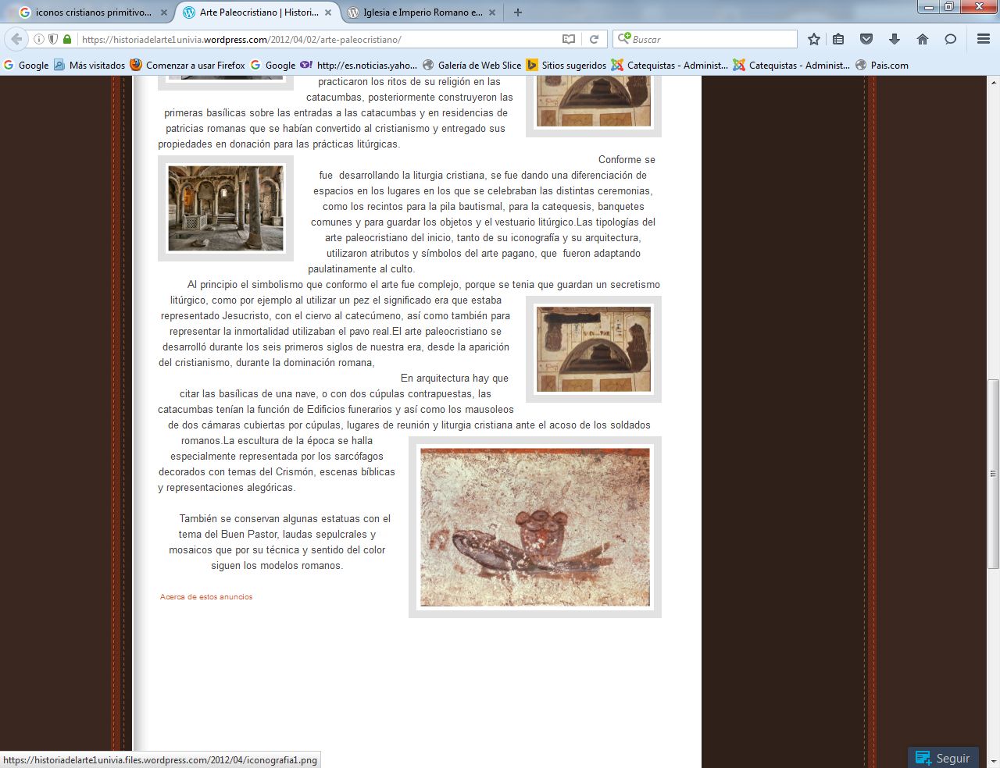 iconos cristianos primitivo...
Arte Paleocristiano | Histori...
Iglesia e Imperio Romano e...
https://historiadelarte1univia.wordpress.com/2012/04/02/arte-paleocristiano/
Buscar
Google
Más visitados
Comenzar a usar Firefox
Google
http://es.noticias.yaho...
Galería de Web Slice
Sitios sugeridos
Catequistas - Administ...
Catequistas - Administ...
Pais.com
practicaron los ritos de su religión en las
catacumbas, posteriormente construyeron las
primeras basílicas sobre las entradas a las catacumbas y en residencias de
patricias romanas que se habían convertido al cristianismo y entregado sus
propiedades en donación para las prácticas litúrgicas.
Conforme se
fue desarrollando la liturgia cristiana, se fue dando una diferenciación de
espacios en los lugares en los que se celebraban las distintas ceremonias,
como los recintos para la pila bautismal, para la catequesis, banquetes
comunes y para guardar los objetos y el vestuario litúrgico.Las tipologías del
arte paleocristiano del inicio, tanto de su iconografía y su arquitectura,
utilizaron atributos y símbolos del arte pagano, que fueron adaptando
paulatinamente al culto.
Al principio el simbolismo que conformo el arte fue complejo, porque se tenia que guardan un secretismo
litúrgico, como por ejemplo al utilizar un pez el significado era que estaba
representado Jesucristo, con el ciervo al catecúmeno, así como también para
representar la inmortalidad utilizaban el pavo real.El arte paleocristiano se
desarrolló durante los seis primeros siglos de nuestra era, desde la aparición
del cristianismo, durante la dominación romana,
En arquitectura hay que
citar las basílicas de una nave, o con dos cúpulas contrapuestas, las
catacumbas tenían la función de Edificios funerarios y así como los mausoleos
de dos cámaras cubiertas por cúpulas, lugares de reunión y liturgia cristiana ante el acoso de los soldados
romanos.La escultura de la época se halla
especialmente representada por los sarcófagos
decorados con temas del Crismón, escenas bíblicas
y representaciones alegóricas.
También se conservan algunas estatuas con el
tema del Buen Pastor, laudas sepulcrales y
mosaicos que por su técnica y sentido del color
siguen los modelos romanos.
Acerca de estos anuncios
https://historiadelarte1univia.files.wordpress.com/2012/04/iconografia1.png
Seguir